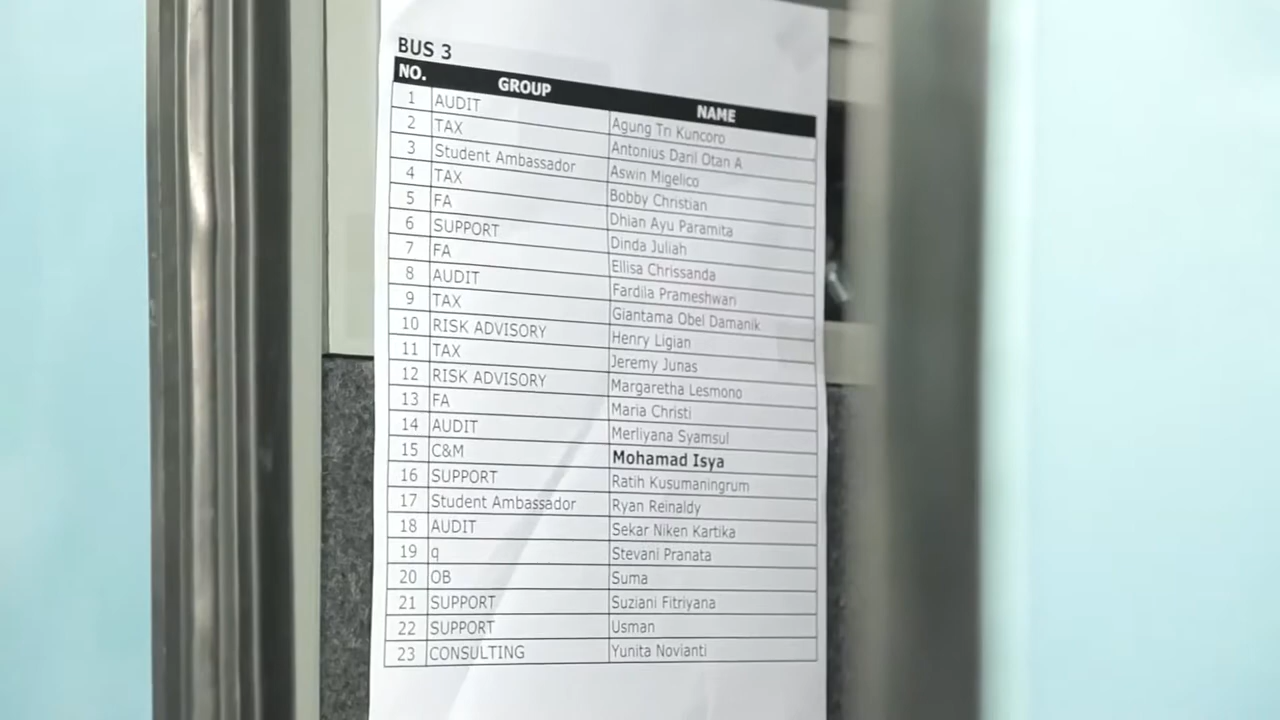 BUS 3
NO. GROUP NAME
1 AUDIT Agung Tri Kuncoro
2 TAX Antonius Daril Otan A
3 Student Ambassador Aswin Migelico
4 TAX Bobby Christian
5 FA Dhian Ayu Paramita
6 SUPPORT Dinda Juliah
7 FA Ellisa Chrissanda
8 AUDIT Fardila Prameshwari
9 TAX Giantama Obel Damanik
10 RISK ADVISORY Henry Ligian
11 TAX Jeremy Junas
12 RISK ADVISORY Margaretha Lesmono
13 FA Maria Christi
14 AUDIT Merliyana Syamsul
15 C&M Mohamad Isya
16 SUPPORT Ratih Kusumaningrum
17 Student Ambassador Ryan Reinaldy
18 AUDIT Sekar Niken Kartika
19 q Stevani Pranata
20 OB Suma
21 SUPPORT Suziani Fitriyana
22 SUPPORT Usman
23 CONSULTING Yunita Novianti